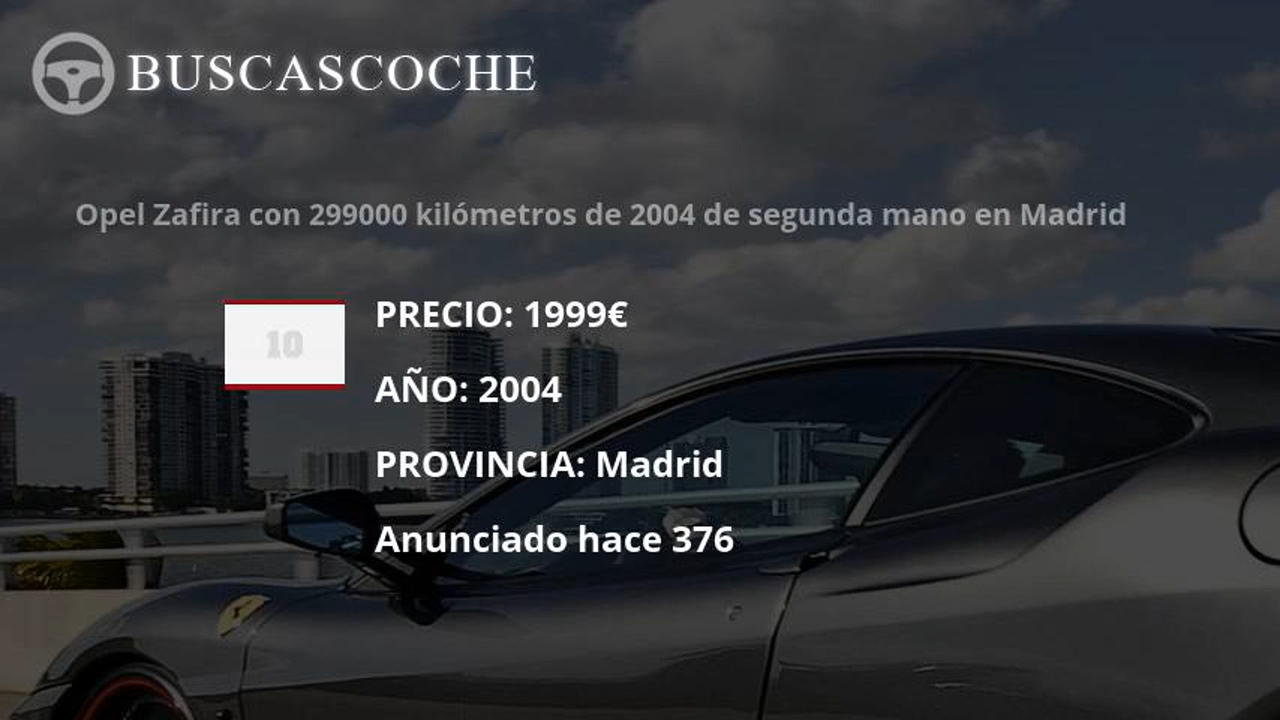 BUSCASCOCHE
Opel Zafira con 299000 kilómetros de 2004 de segunda mano en Madrid
10
PRECIO: 1999€
AÑO: 2004
PROVINCIA: Madrid
Anunciado hace 376